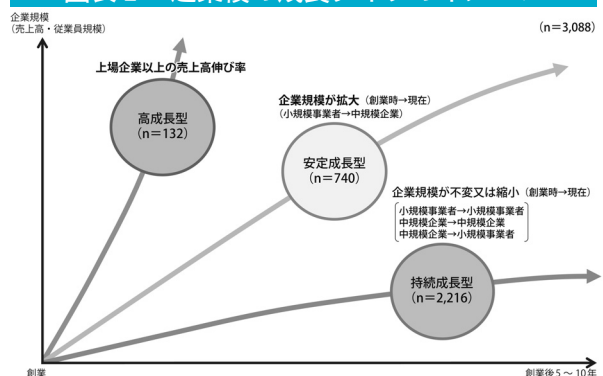 企業規模
(売上高・従業員規模)
(n=3,088)
上場企業以上の売上高伸び率
高成長型
(n=132)
企業規模が拡大（創業時→現在）
（小規模事業者→中規模企業）
安定成長型
(n=740)
企業規模が不変又は縮小（創業時→現在）
小規模事業者→小規模事業者
中規模企業→中規模企業
中規模企業→小規模事業者
持続成長型
(n=2,216)
創業
創業後5～10年